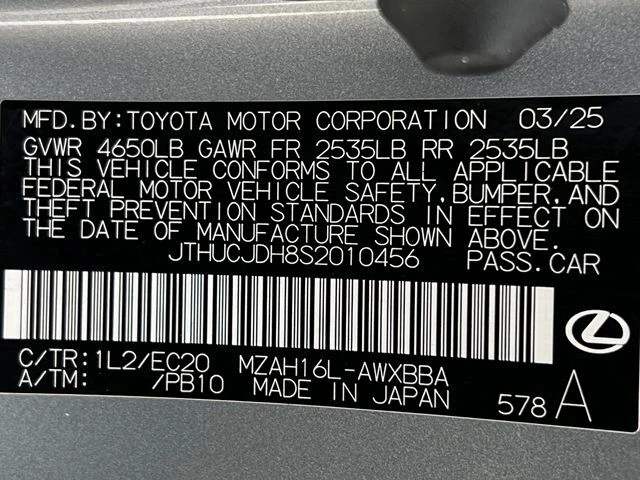 MFD.BY:TOYOTA MOTOR CORPORATION 03/25
GVWR 4650LB GAWR FR 2535LB RR 2535LB
THIS VEHICLE CONFORMS TO ALL APPLICABLE
FEDERAL MOTOR VEHICLE SAFETY,BUMPER,AND
THEFT PREVENTION STANDARDS IN EFFECT ON
THE DATE OF MANUFACTURE SHOWN ABOVE.
JTHUCJDH8S2010456 PASS.CAR
C/TR:1L2/EC20 MZAH16L-AWXBBA
A/TM: /PB10 MADE IN JAPAN 578 A